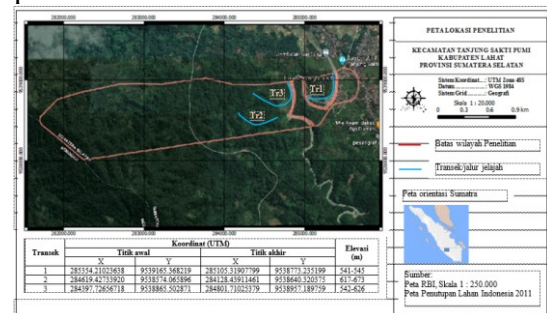 PETA LOKASI PENELITIAN
KECAMATAN TANJUNG SAKTI PUMI
KABUPATEN LAHAT
PROVINSI SUMATERA SELATAN
Sistem Koordinat : UTM Zona 48S
Datum : WGS 1984
Sistem Grid : Geografi
Skala 1 : 20.000
0 0.3 0.6 0.9 km
Batas wilayah Penelitian
Transek/jalur jelajah
Peta orientasi Sumatra
Sumber:
Peta RBI, Skala 1 : 250.000
Peta Penutupan Lahan Indonesia 2011
Tr3
Tr1
Tr2
Transek
Koordinat (UTM)
Elevasi
(m)
Titik awal
Titik akhir
X Y X Y
1 285354,21023638 9539165,568219 285105,31907799 9538773,235199 541-545
2 284619,42733920 9538574,065896 284128,43911461 9538640,520375 617-673
3 284397,72656718 9538865,502871 284801,71025379 9538957,189759 542-626